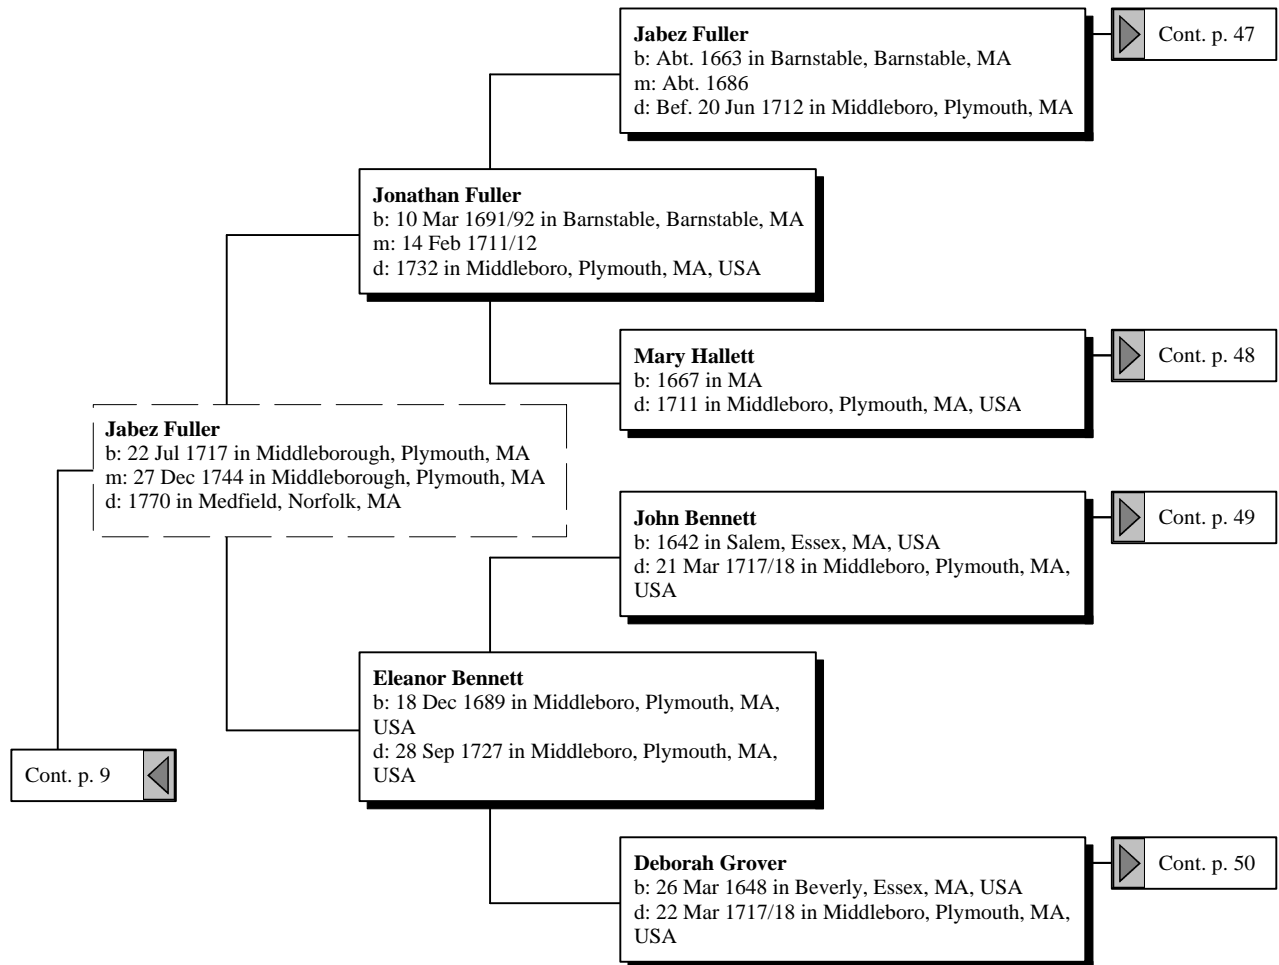 Jabez Fuller
b: Abt. 1663 in Barnstable, Barnstable, MA
m: Abt. 1686
d: Bef. 20 Jun 1712 in Middleboro, Plymouth, MA
Cont. p. 47
Jonathan Fuller
b: 10 Mar 1691/92 in Barnstable, Barnstable, MA
m: 14 Feb 1711/12
d: 1732 in Middleboro, Plymouth, MA, USA
Mary Hallett
b: 1667 in MA
d: 1711 in Middleboro, Plymouth, MA, USA
Cont. p. 48
Jabez Fuller
b: 22 Jul 1717 in Middleborough, Plymouth, MA
m: 27 Dec 1744 in Middleborough, Plymouth, MA
d: 1770 in Medfield, Norfolk, MA
John Bennett
b: 1642 in Salem, Essex, MA, USA
d: 21 Mar 1717/18 in Middleboro, Plymouth, MA,
USA
Cont. p. 49
Eleanor Bennett
b: 18 Dec 1689 in Middleboro, Plymouth, MA,
USA
d: 28 Sep 1727 in Middleboro, Plymouth, MA,
USA
Cont. p. 9
Deborah Grover
b: 26 Mar 1648 in Beverly, Essex, MA, USA
d: 22 Mar 1717/18 in Middleboro, Plymouth, MA,
USA
Cont. p. 50